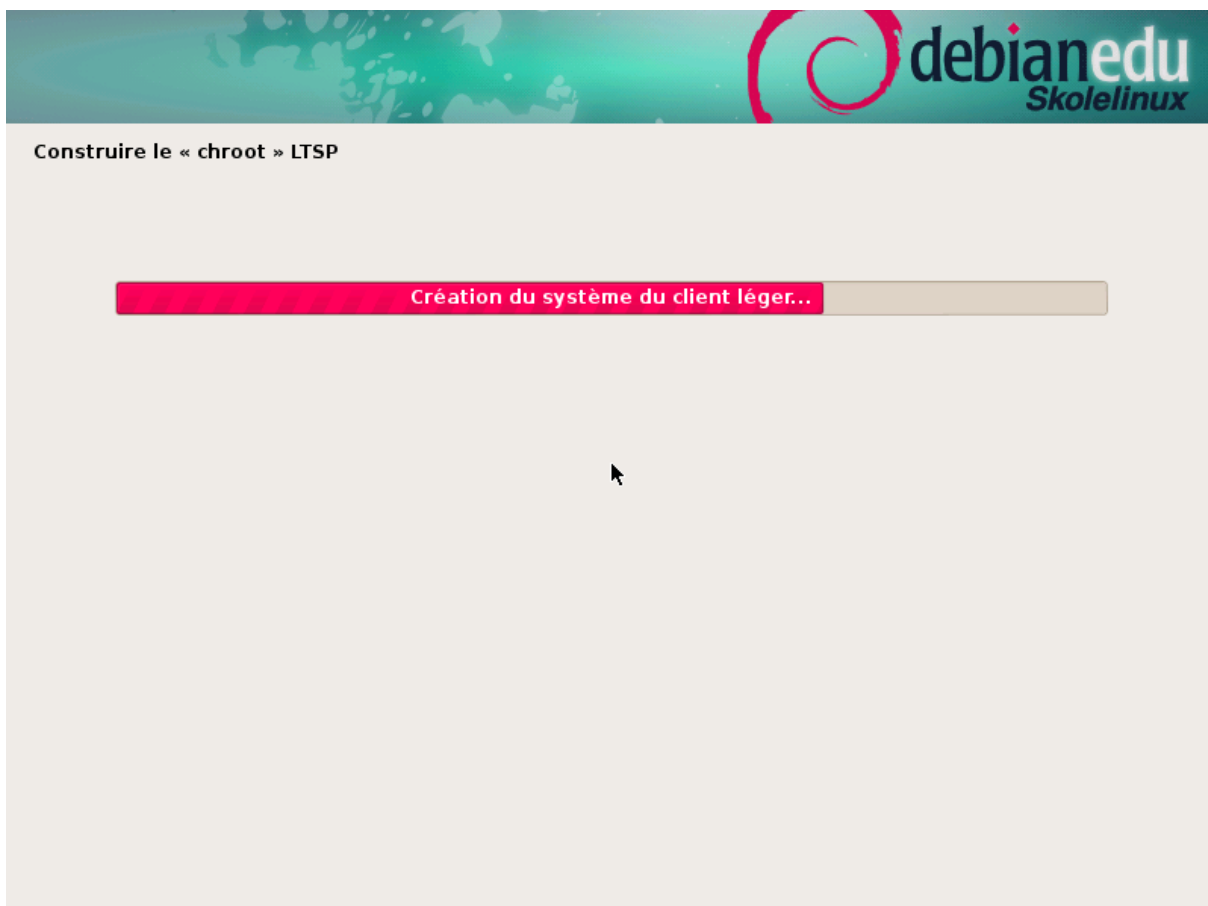 debianedu
Skolelinux
Construire le « chroot » LTSP
Création du système du client léger...